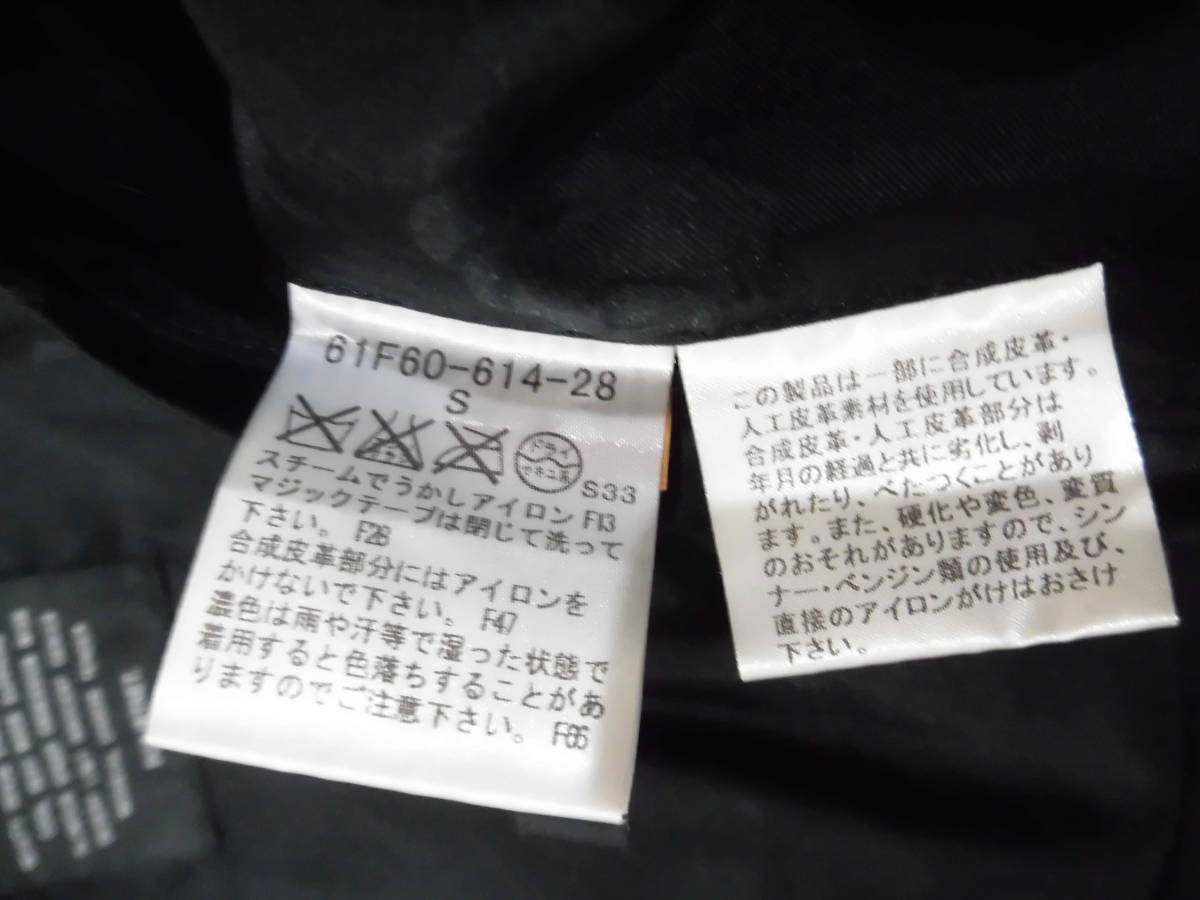 61F60-614-28
S
ドライ
セキユ系
S33
スチームでうかしアイロン F13
マジックテープは閉じて洗って
下さい。 F28
合成皮革部分にはアイロンを
かけないで下さい。 F47
濃色は雨や汗等で湿った状態で
着用すると色落ちすることがあ
りますのでご注意下さい。 F66
この製品は一部に合成皮革・
人工皮革素材を使用しています。
合成皮革・人工皮革部分は
年月の経過と共に劣化し、剥
がれたり、べたつくことがあり
ます。また、硬化や変色、変質
のおそれがありますので、シン
ナー・ベンジン類の使用及び、
直接のアイロンがけはおさけ
下さい。